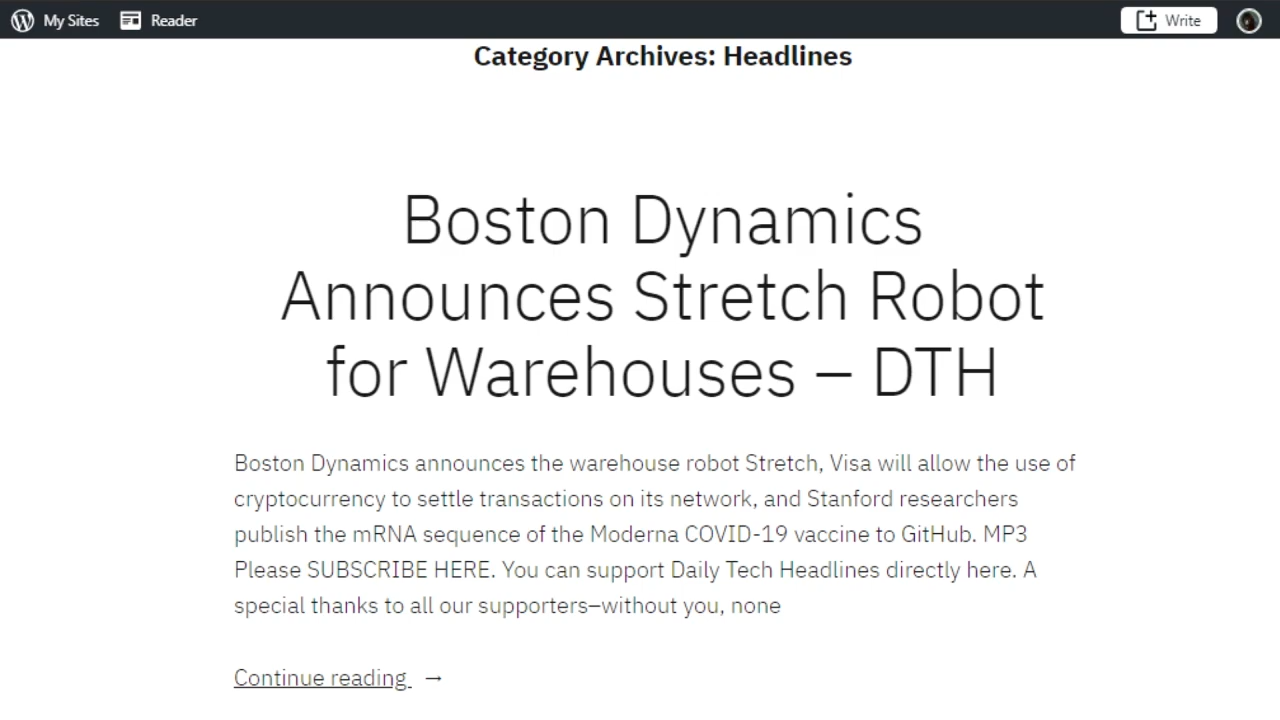 My Sites Reader Write
Category Archives: Headlines
Boston Dynamics
Announces Stretch Robot
for Warehouses – DTH
Boston Dynamics announces the warehouse robot Stretch, Visa will allow the use of
cryptocurrency to settle transactions on its network, and Stanford researchers
publish the mRNA sequence of the Moderna COVID-19 vaccine to GitHub. MP3
Please SUBSCRIBE HERE. You can support Daily Tech Headlines directly here. A
special thanks to all our supporters–without you, none
Continue reading →